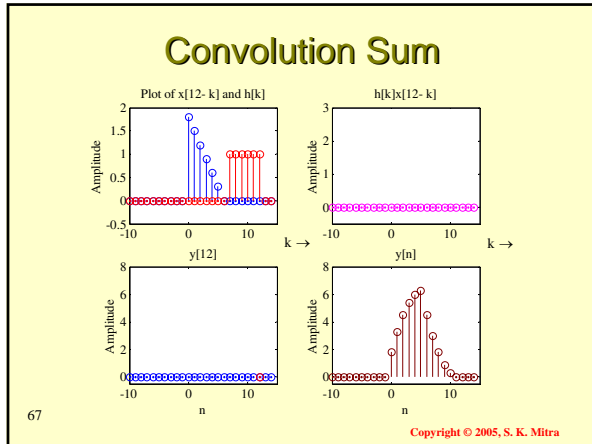 Convolution Sum
Plot of x[12- k] and h[k]
2
1.5
1
0.5
0
-0.5
Amplitude
-10 0 10
k →
h[k]x[12- k]
3
2
1
0
Amplitude
-10 0 10
k →
y[12]
8
6
4
2
0
Amplitude
-10 0 10
n
y[n]
8
6
4
2
0
Amplitude
-10 0 10
n
67
Copyright © 2005, S. K. Mitra